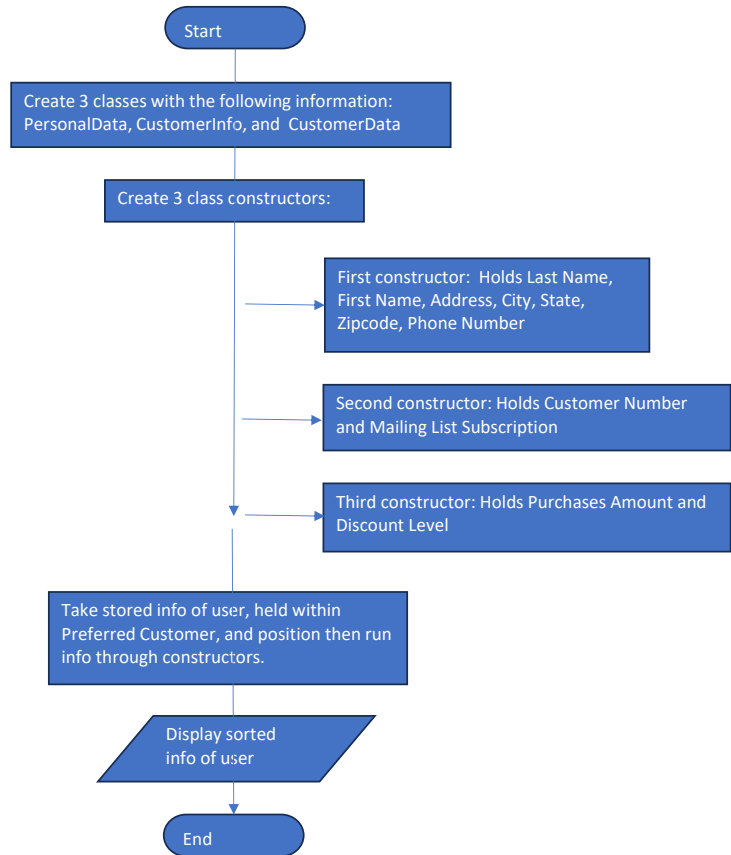 Start
Create 3 classes with the following information:
PersonalData, CustomerInfo, and  CustomerData
Create 3 class constructors:
First constructor:  Holds Last Name,
First Name, Address, City, State,
Zipcode, Phone Number
Second constructor: Holds Customer Number
and Mailing List Subscription
Third constructor: Holds Purchases Amount and
Discount Level
Take stored info of user, held within
Preferred Customer, and position then run
info through constructors.
Display sorted
info of user
End